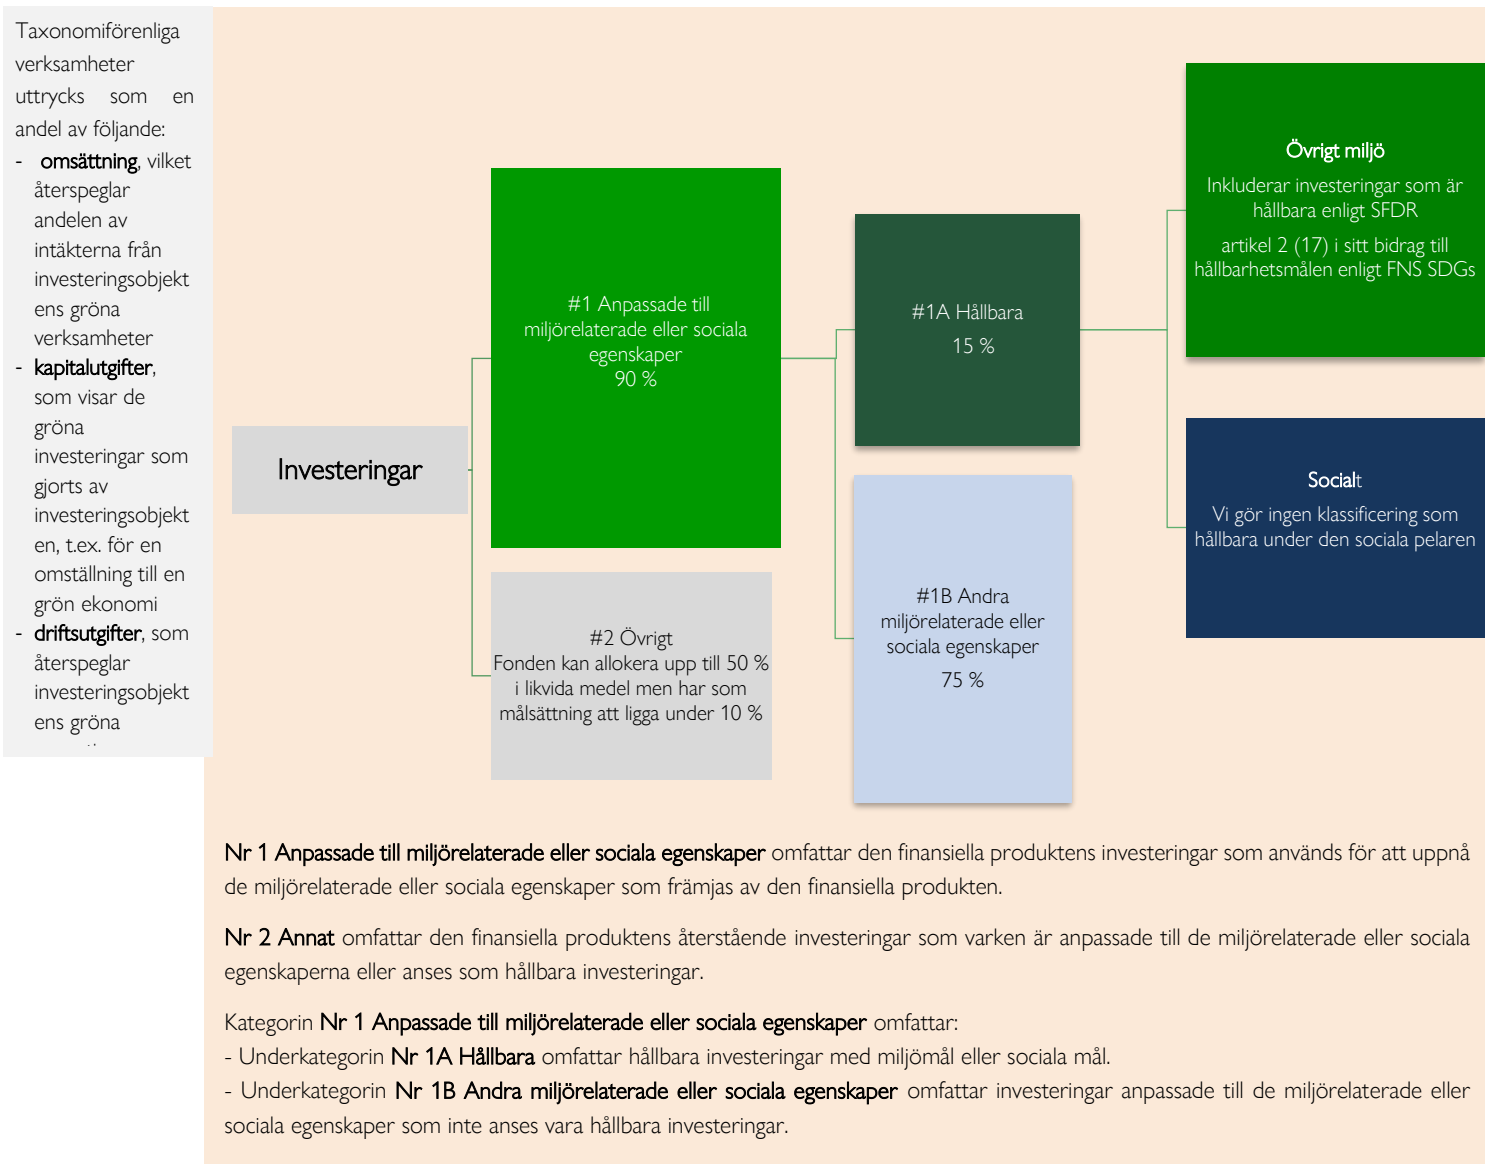 Taxonomiförenliga
verksamheter
uttrycks som en
andel av följande:
- omsättning, vilket
återspeglar
andelen av
intäkterna från
investeringsobjekt
ens gröna
verksamheter
- kapitalutgifter,
som visar de
gröna
investeringar som
gjorts av
investeringsobjekt
en, t.ex. för en
omställning till en
grön ekonomi
- driftsutgifter, som
återspeglar
investeringsobjekt
ens gröna
Investeringar
#1 Anpassade till
miljörelaterade eller sociala
egenskaper
90 %
#2 Övrigt
Fonden kan allokera upp till 50 %
i likvida medel men har som
målsättning att ligga under 10 %
#1A Hållbara
15 %
#1B Andra
miljörelaterade eller
sociala egenskaper
75 %
Övrigt miljö
Inkluderar investeringar som är
hållbara enligt SFDR
artikel 2 (17) i sitt bidrag till
hållbarhetsmålen enligt FNS SDGs
Socialt
Vi gör ingen klassificering som
hållbara under den sociala pelaren
Nr 1 Anpassade till miljörelaterade eller sociala egenskaper omfattar den finansiella produktens investeringar som används för att uppnå
de miljörelaterade eller sociala egenskaper som främjas av den finansiella produkten.
Nr 2 Annat omfattar den finansiella produktens återstående investeringar som varken är anpassade till de miljörelaterade eller sociala
egenskaperna eller anses som hållbara investeringar.
Kategorin Nr 1 Anpassade till miljörelaterade eller sociala egenskaper omfattar:
- Underkategorin Nr 1A Hållbara omfattar hållbara investeringar med miljömål eller sociala mål.
- Underkategorin Nr 1B Andra miljörelaterade eller sociala egenskaper omfattar investeringar anpassade till de miljörelaterade eller
sociala egenskaper som inte anses vara hållbara investeringar.